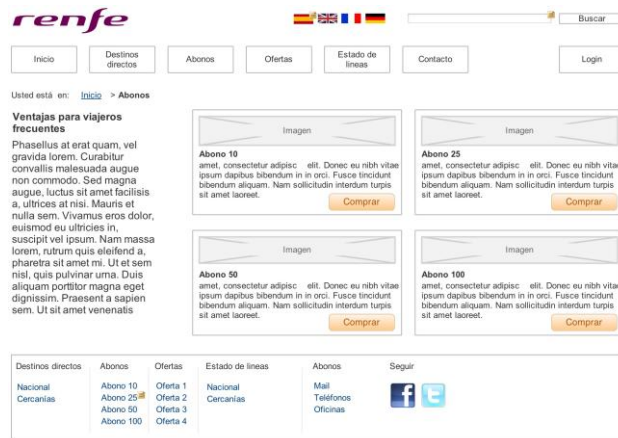 renfe
Buscar
Inicio
Destinos
directos
Abonos
Ofertas
Estado de
lineas
Contacto
Login
Usted está en: Inicio > Abonos
Ventajas para viajeros
frecuentes
Phasellus at erat quam, vel
gravida lorem. Curabitur
convallis malesuada augue
non commodo. Sed magna
augue, luctus sit amet facilisis
a, ultrices at nisi. Mauris et
nulla sem. Vivamus eros dolor,
euismod eu ultricies in,
suscipit vel ipsum. Nam massa
lorem, rutrum quis eleifend a,
pharetra sit amet mi. Ut et sem
nisl, quis pulvinar urna. Duis
aliquam porttitor magna eget
dignissim. Praesent a sapien
sem. Ut sit amet venenatis
Imagen
Abono 10
amet, consectetur adipisc elit. Donec eu nibh vitae
ipsum dapibus bibendum in in orci. Fusce tincidunt
bibendum aliquam. Nam sollicitudin interdum turpis
sit amet laoreet.
Comprar
Imagen
Abono 25
amet, consectetur adipisc elit. Donec eu nibh vitae
ipsum dapibus bibendum in in orci. Fusce tincidunt
bibendum aliquam. Nam sollicitudin interdum turpis
sit amet laoreet.
Comprar
Imagen
Abono 50
amet, consectetur adipisc elit. Donec eu nibh vitae
ipsum dapibus bibendum in in orci. Fusce tincidunt
bibendum aliquam. Nam sollicitudin interdum turpis
sit amet laoreet.
Comprar
Imagen
Abono 100
amet, consectetur adipisc elit. Donec eu nibh vitae
ipsum dapibus bibendum in in orci. Fusce tincidunt
bibendum aliquam. Nam sollicitudin interdum turpis
sit amet laoreet.
Comprar
Destinos directos
Nacional
Cercanías
Abonos
Abono 10
Abono 25
Abono 50
Abono 100
Ofertas
Oferta 1
Oferta 2
Oferta 3
Oferta 4
Estado de lineas
Nacional
Cercanías
Abonos
Mail
Teléfonos
Oficinas
Seguir
f
t